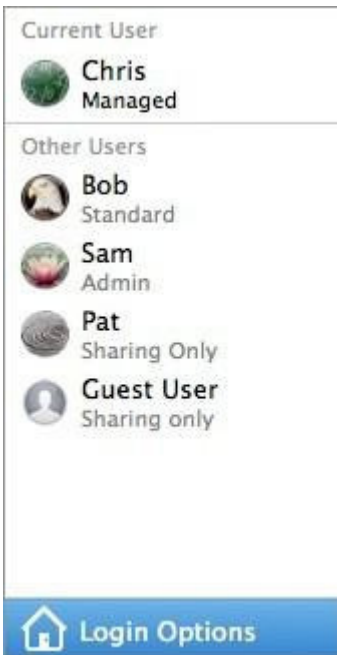 Current User
Chris
Managed
Other Users
Bob
Standard
Sam
Admin
Pat
Sharing Only
Guest User
Sharing only
Login Options